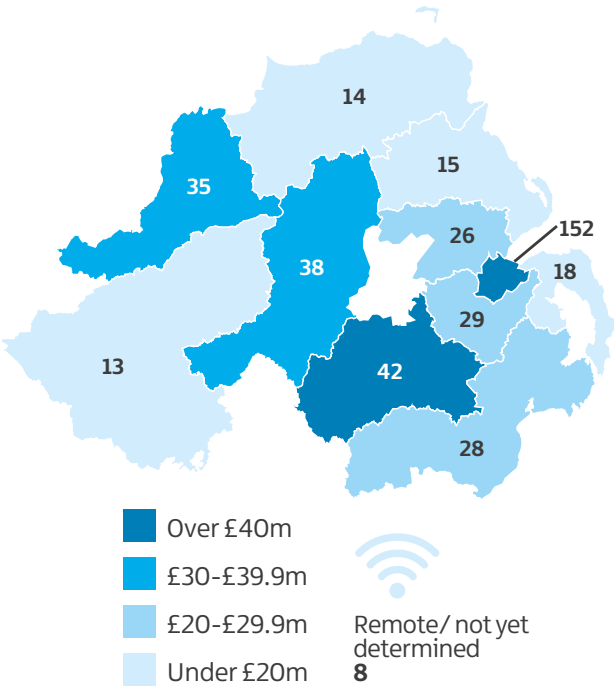 14
15
35
26
152
18
38
29
13
42
28
Over £40m
£30-£39.9m
£20-£29.9m
Under £20m
Remote/ not yet
determined
8